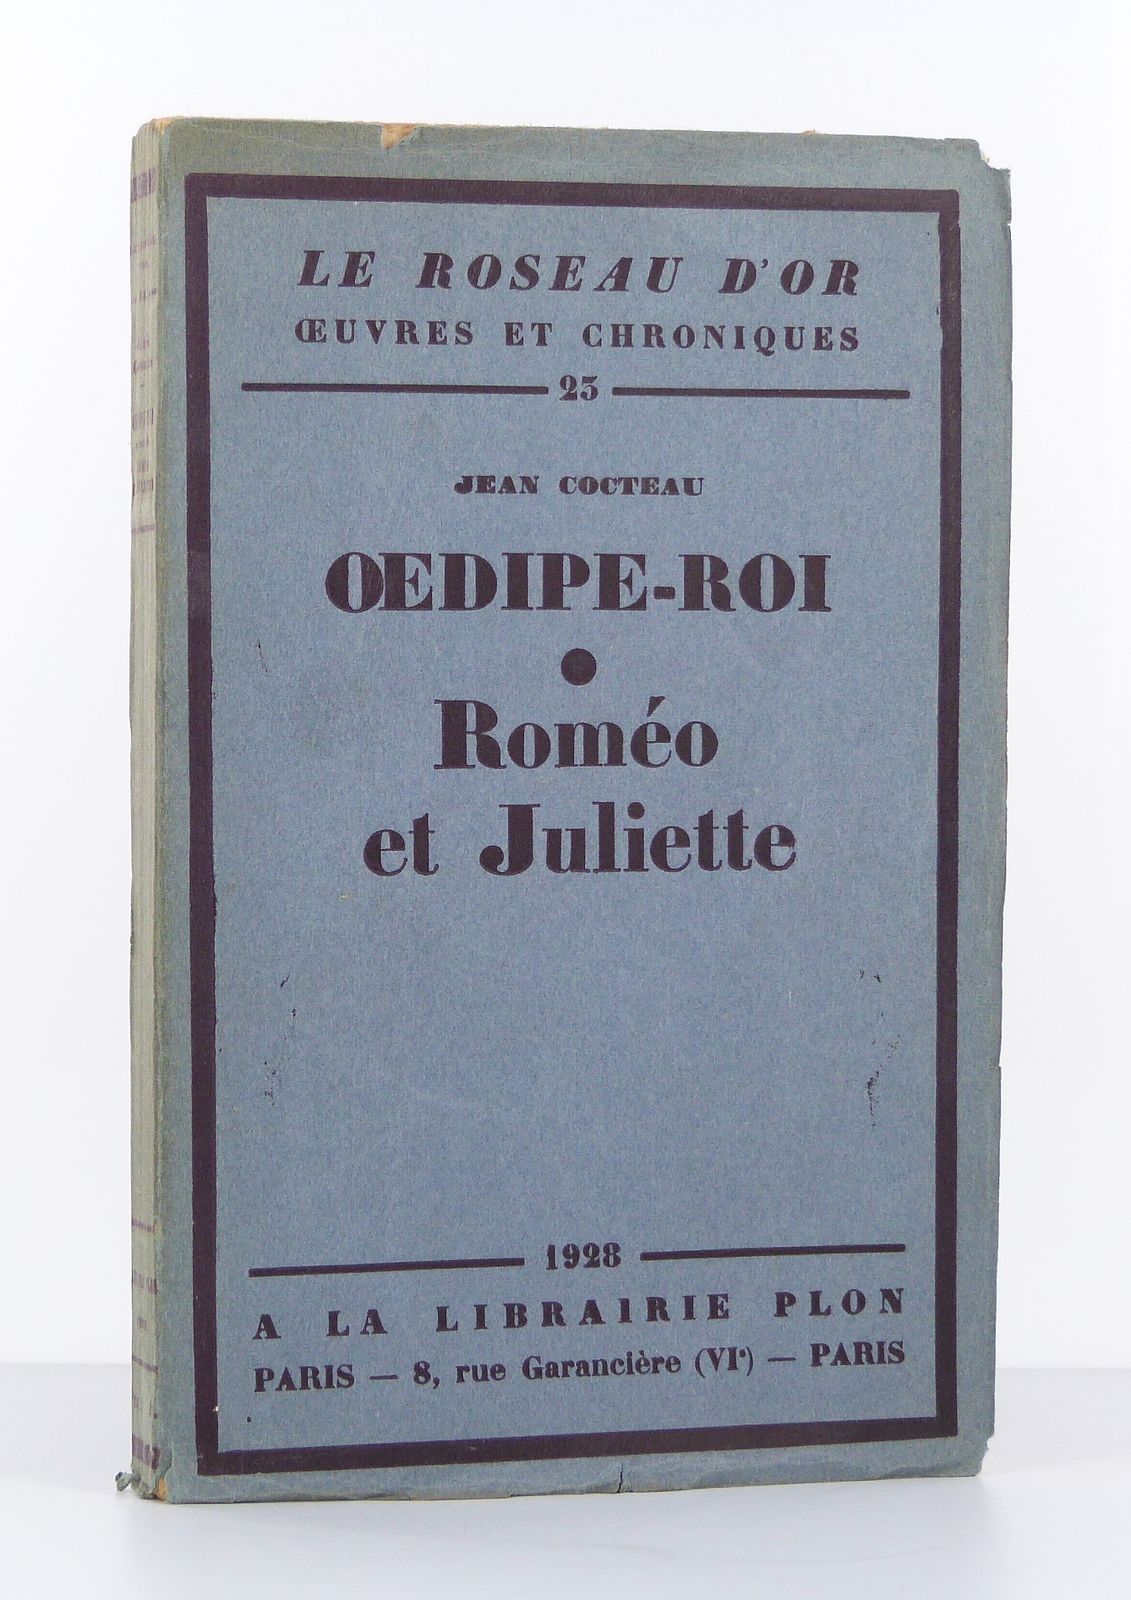 LE ROSEAU D'OR
ŒUVRES ET CHRONIQUES
25
JEAN COCTEAU
ŒDIPE-ROI
Roméo
et Juliette
1928
A LA LIBRAIRIE PLON
PARIS — 8, rue Garancière (VIᵉ) — PARIS